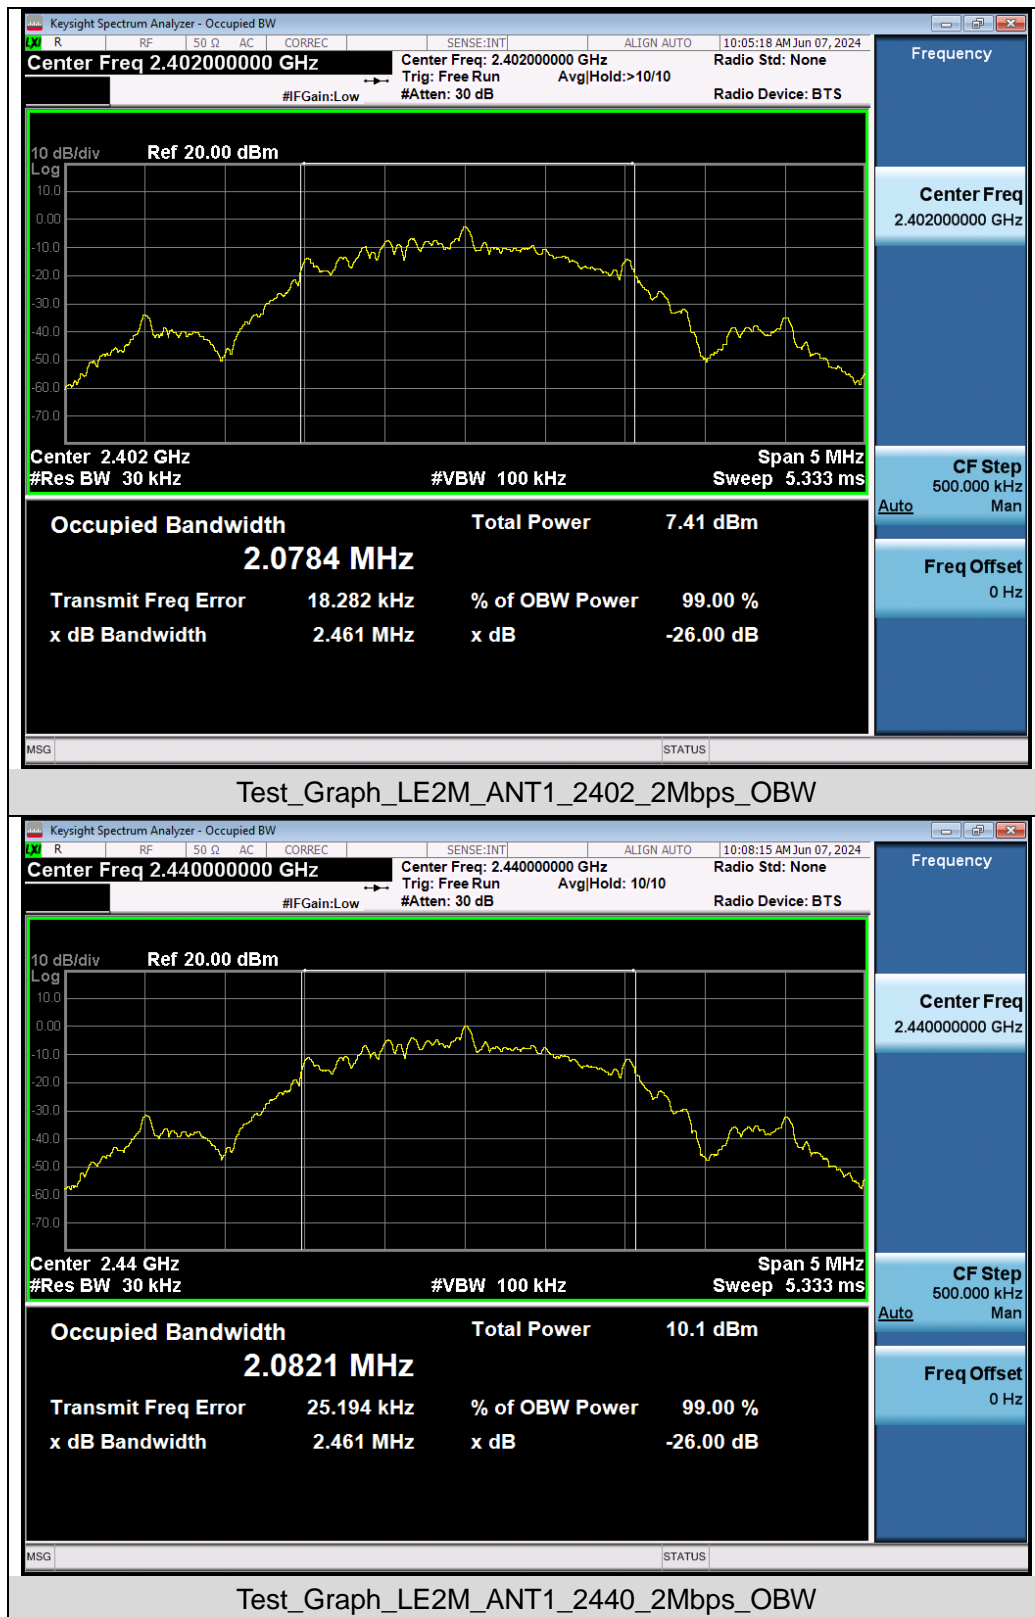 Keysight Spectrum Analyzer - Occupied BW
LXI R RF 50 Ω AC CORREC SENSE:INT ALIGN AUTO 10:05:18 AM Jun 07, 2024
Center Freq 2.402000000 GHz
Center Freq: 2.402000000 GHz
Radio Std: None
Trig: Free Run Avg|Hold:>10/10
#IFGain:Low
#Atten: 30 dB
Radio Device: BTS
Frequency
10 dB/div
Ref 20.00 dBm
Log
10.0
0.00
-10.0
-20.0
-30.0
-40.0
-50.0
-60.0
-70.0
Center Freq
2.402000000 GHz
Center 2.402 GHz
Span 5 MHz
#Res BW 30 kHz
#VBW 100 kHz
Sweep 5.333 ms
CF Step
500.000 kHz
Auto Man
Freq Offset
0 Hz
Occupied Bandwidth
Total Power 7.41 dBm
2.0784 MHz
Transmit Freq Error 18.282 kHz
% of OBW Power 99.00 %
x dB Bandwidth 2.461 MHz
x dB -26.00 dB
MSG STATUS
Test_Graph_LE2M_ANT1_2402_2Mbps_OBW
Keysight Spectrum Analyzer - Occupied BW
LXI R RF 50 Ω AC CORREC SENSE:INT ALIGN AUTO 10:08:15 AM Jun 07, 2024
Center Freq 2.440000000 GHz
Center Freq: 2.440000000 GHz
Radio Std: None
Trig: Free Run Avg|Hold: 10/10
#IFGain:Low
#Atten: 30 dB
Radio Device: BTS
Frequency
10 dB/div
Ref 20.00 dBm
Log
10.0
0.00
-10.0
-20.0
-30.0
-40.0
-50.0
-60.0
-70.0
Center Freq
2.440000000 GHz
Center 2.44 GHz
Span 5 MHz
#Res BW 30 kHz
#VBW 100 kHz
Sweep 5.333 ms
CF Step
500.000 kHz
Auto Man
Freq Offset
0 Hz
Occupied Bandwidth
Total Power 10.1 dBm
2.0821 MHz
Transmit Freq Error 25.194 kHz
% of OBW Power 99.00 %
x dB Bandwidth 2.461 MHz
x dB -26.00 dB
MSG STATUS
Test_Graph_LE2M_ANT1_2440_2Mbps_OBW